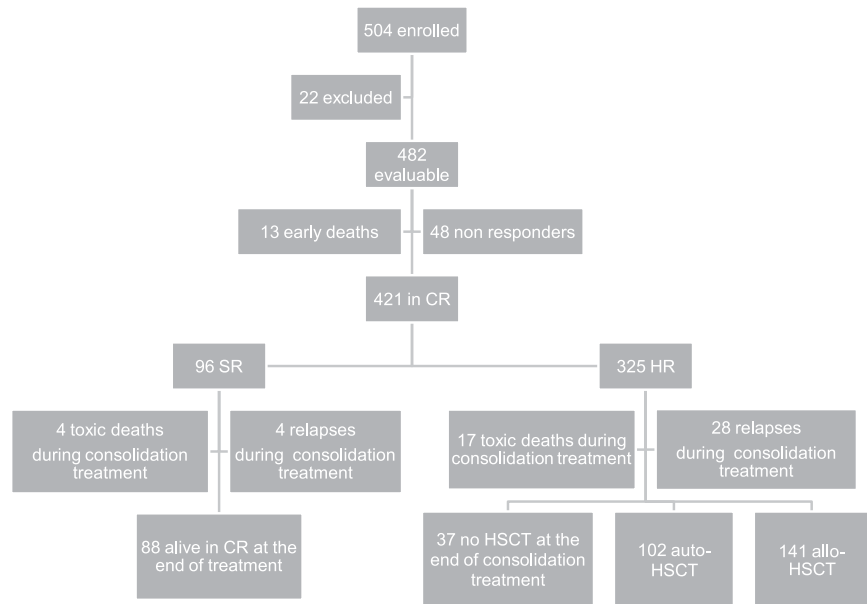 504 enrolled
22 excluded
482
evaluable
13 early deaths
48 non responders
421 in CR
96 SR
325 HR
4 toxic deaths
during consolidation
treatment
4 relapses
during consolidation
treatment
17 toxic deaths during
consolidation treatment
28 relapses
during consolidation
treatment
88 alive in CR at the
end of treatment
37 no HSCT at the
end of consolidation
treatment
102 auto-
HSCT
141 allo-
HSCT